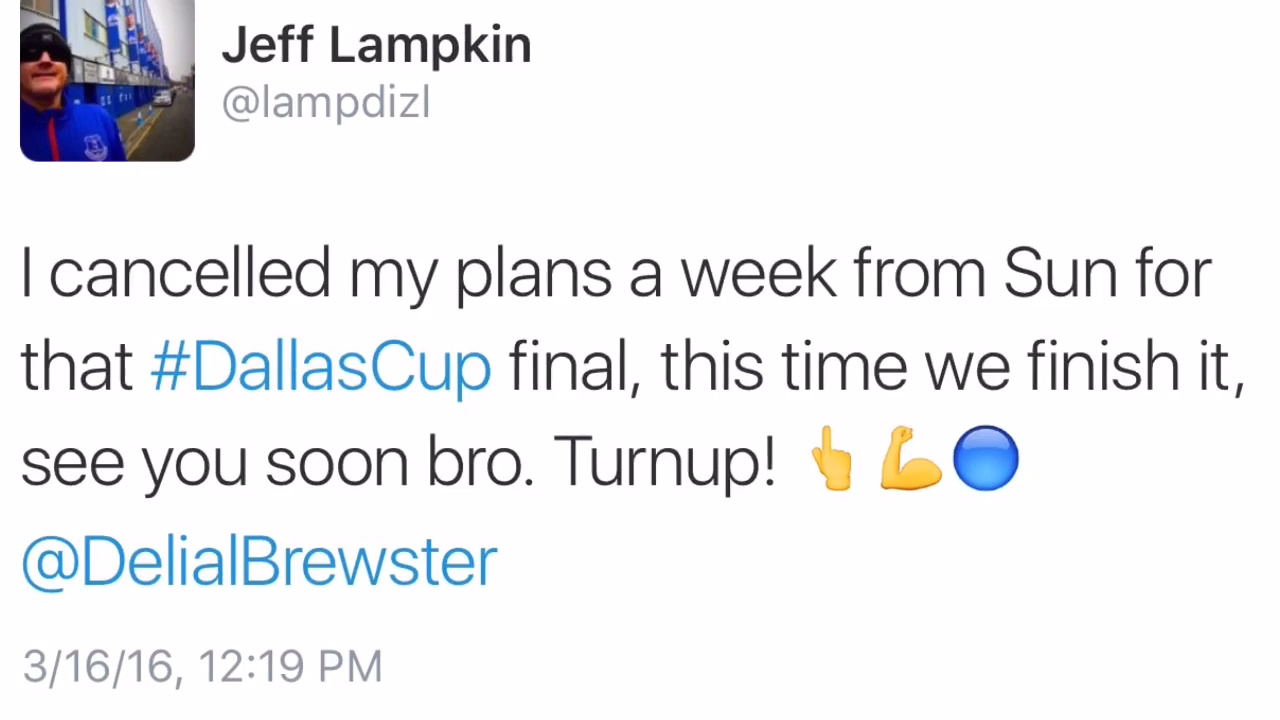 Jeff Lampkin
@lampdizl
I cancelled my plans a week from Sun for
that #DallasCup final, this time we finish it,
see you soon bro. Turnup! 👆💪🔵
@DelialBrewster
3/16/16, 12:19 PM